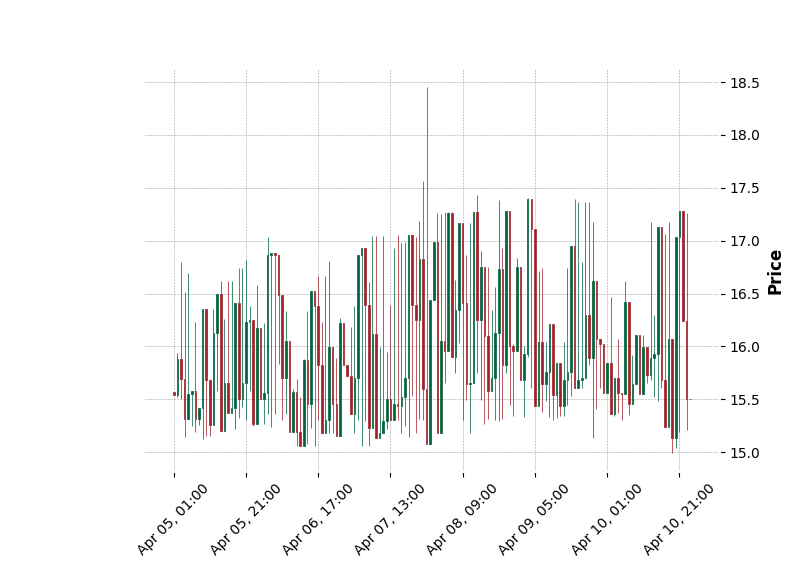 18.5
18.0
17.5
17.0
16.5
16.0
15.5
15.0
Price
Apr 05, 01:00
Apr 05, 21:00
Apr 06, 17:00
Apr 07, 13:00
Apr 08, 09:00
Apr 09, 05:00
Apr 10, 01:00
Apr 10, 21:00